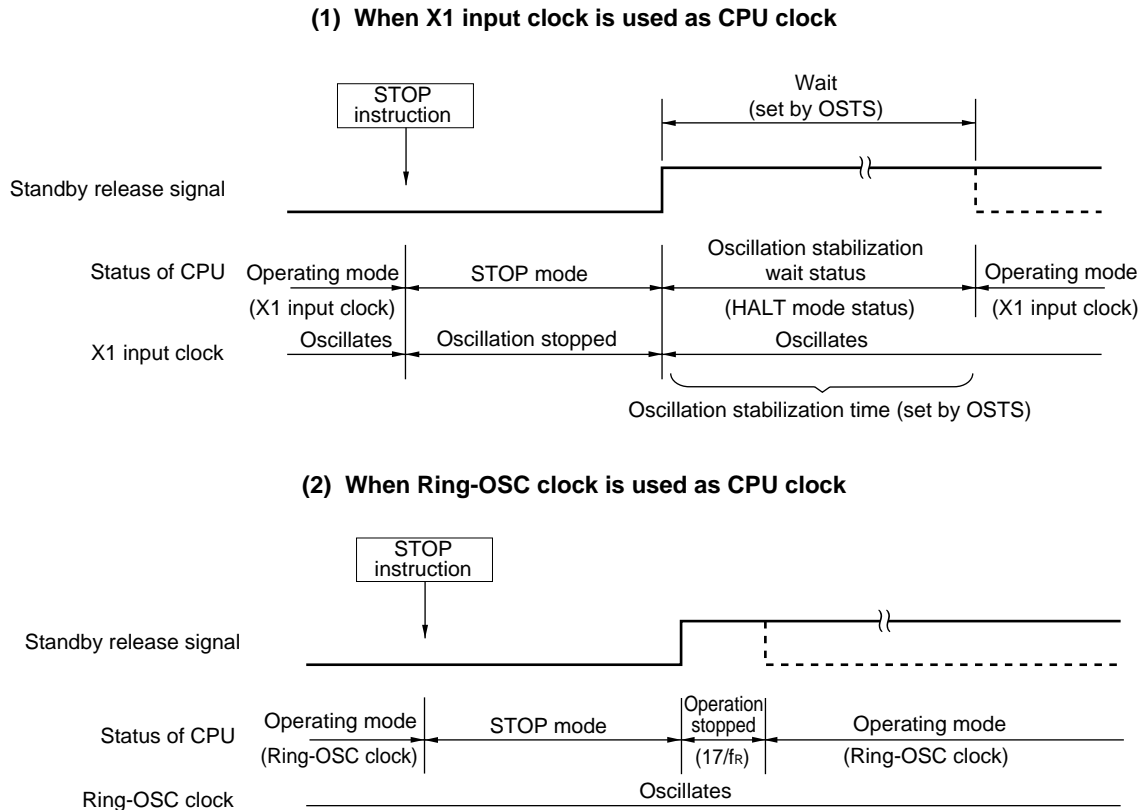 (1) When X1 input clock is used as CPU clock
STOP
instruction
Wait
(set by OSTS)
Standby release signal
Status of CPU
Operating mode
(X1 input clock)
STOP mode
Oscillation stabilization
wait status
(HALT mode status)
Operating mode
(X1 input clock)
X1 input clock
Oscillates
Oscillation stopped
Oscillates
Oscillation stabilization time (set by OSTS)
(2) When Ring-OSC clock is used as CPU clock
STOP
instruction
Standby release signal
Status of CPU
Operating mode
(Ring-OSC clock)
STOP mode
Operation
stopped
(17/fR)
Operating mode
(Ring-OSC clock)
Ring-OSC clock
Oscillates